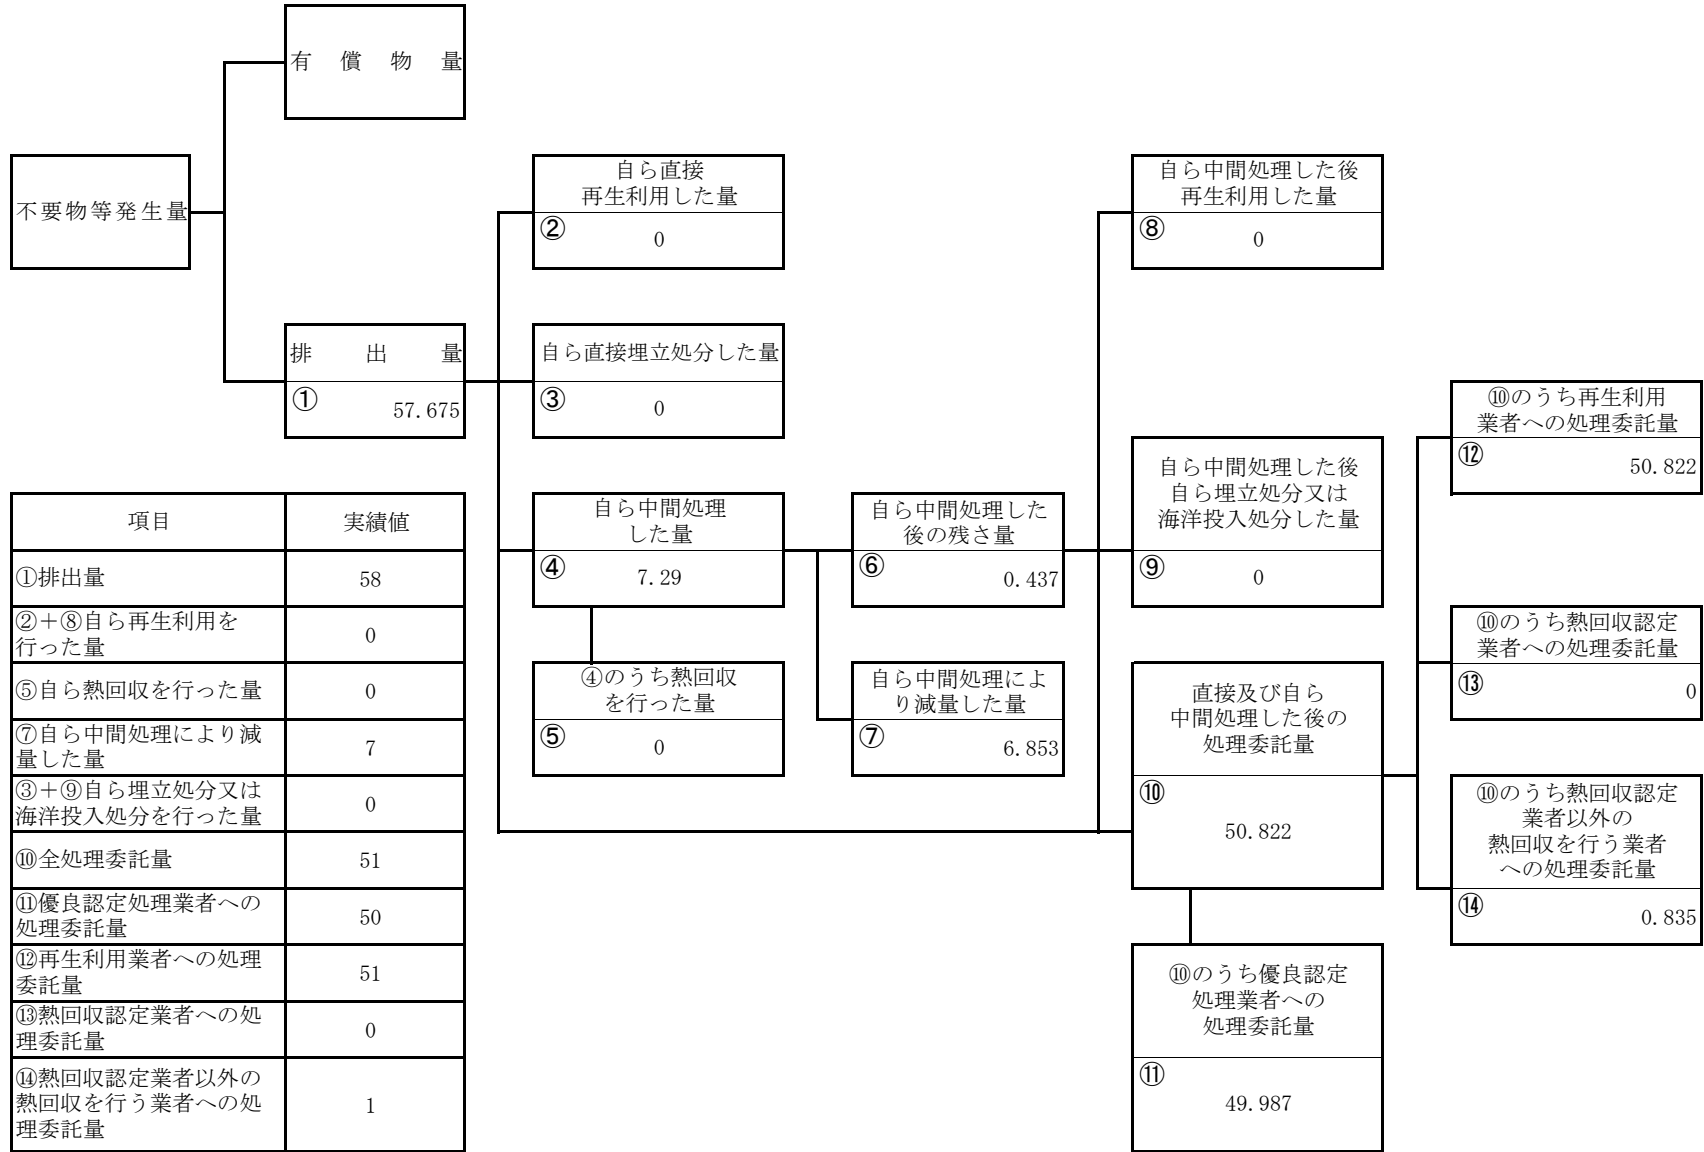 有償物量
不要物等発生量
排出量
①
57.675
自ら直接
再生利用した量
②
0
自ら直接埋立処分した量
③
0
自ら中間処理
した量
④
7.29
④のうち熱回収
を行った量
⑤
0
自ら中間処理した
後の残さ量
⑥
0.437
自ら中間処理によ
り減量した量
⑦
6.853
自ら中間処理した後
再生利用した量
⑧
0
自ら中間処理した後
自ら埋立処分又は
海洋投入処分した量
⑨
0
直接及び自ら
中間処理した後の
処理委託量
⑩
50.822
⑩のうち優良認定
処理業者への
処理委託量
⑪
49.987
⑩のうち再生利用
業者への処理委託量
⑫
50.822
⑩のうち熱回収認定
業者への処理委託量
⑬
0
⑩のうち熱回収認定
業者以外の
熱回収を行う業者
への処理委託量
⑭
0.835
項目 実績値
①排出量 58
②＋⑧自ら再生利用を
行った量 0
⑤自ら熱回収を行った量 0
⑦自ら中間処理により減
量した量 7
③＋⑨自ら埋立処分又は
海洋投入処分を行った量 0
⑩全処理委託量 51
⑪優良認定処理業者への
処理委託量 50
⑫再生利用業者への処理
委託量 51
⑬熱回収認定業者への処
理委託量 0
⑭熱回収認定業者以外の
熱回収を行う業者への処 1
理委託量